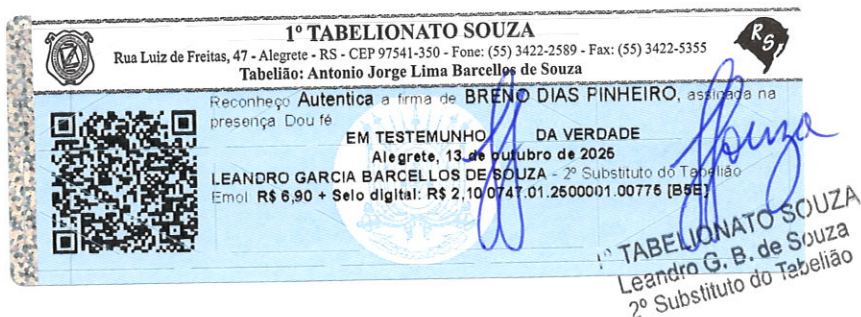 1º TABELIONATO SOUZA
Rua Luiz de Freitas, 47 - Alegrete - RS - CEP 97541-350 - Fone: (55) 3422-2589 - Fax: (55) 3422-5355
Tabelião: Antonio Jorge Lima Barcellos de Souza
RS
Reconheço Autentica a firma de BRENO DIAS PINHEIRO, assinada na
presença Dou fé
EM TESTEMUNHO DA VERDADE
Alegrete, 13 de outubro de 2025
LEANDRO GARCIA BARCELLOS DE SOUZA - 2º Substituto do Tabelião
Emol R$ 6,90 + Selo digital: R$ 2,10 0747.01.2500001.00775 [B5E]
Souza
1º TABELIONATO SOUZA
Leandro G. B. de Souza
2º Substituto do Tabelião